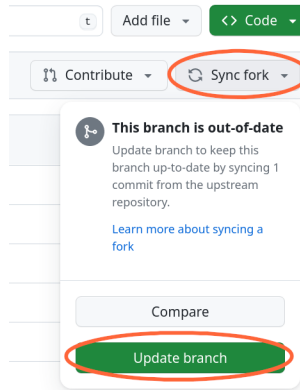 t
Add file
Code
Contribute
Sync fork
This branch is out-of-date
Update branch to keep this
branch up-to-date by syncing 1
commit from the upstream
repository.
Learn more about syncing a
fork
Compare
Update branch